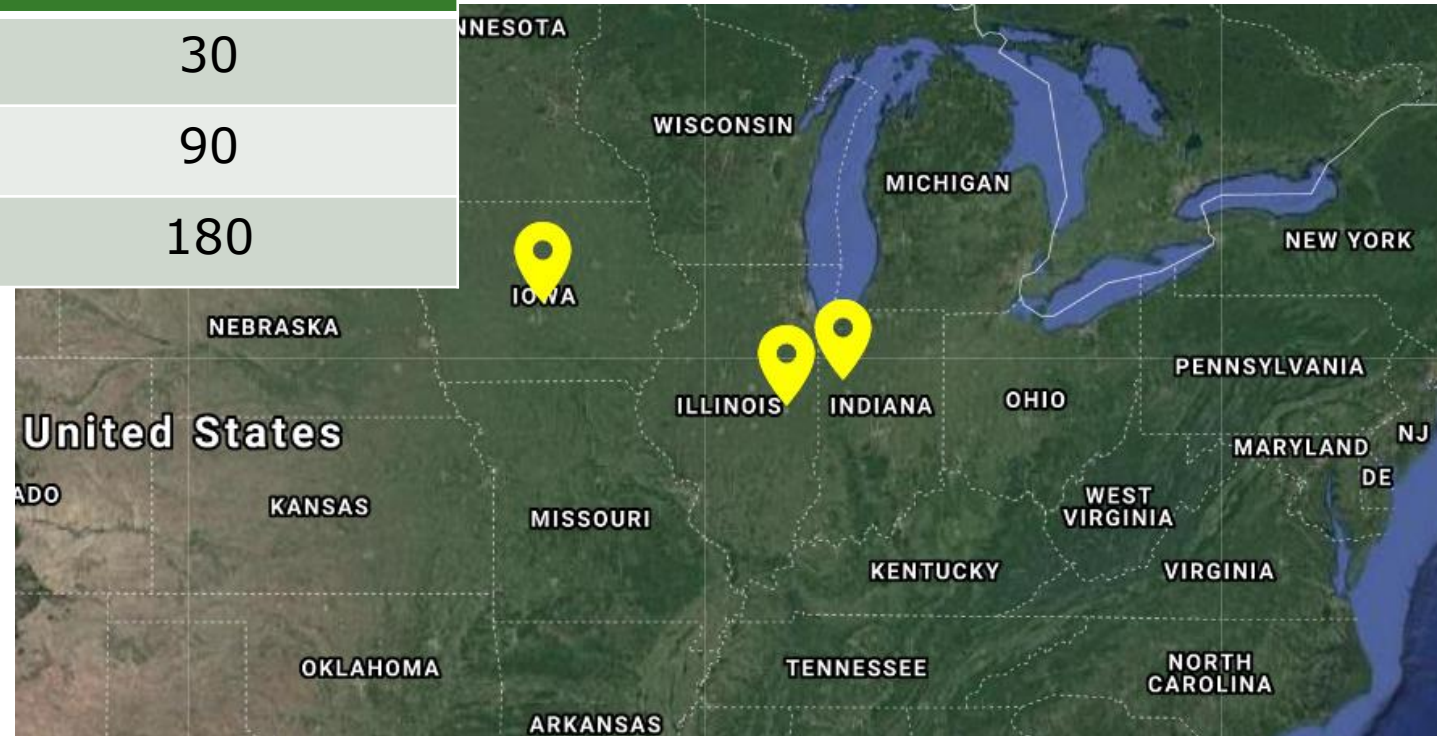 30
90
180
NNESOTA
WISCONSIN
MICHIGAN
NEW YORK
IOWA
NEBRASKA
PENNSYLVANIA
ILLINOIS
INDIANA
OHIO
United States
MARYLAND
NJ
DE
ADO
KANSAS
MISSOURI
WEST
VIRGINIA
KENTUCKY
VIRGINIA
OKLAHOMA
TENNESSEE
NORTH
CAROLINA
ARKANSAS